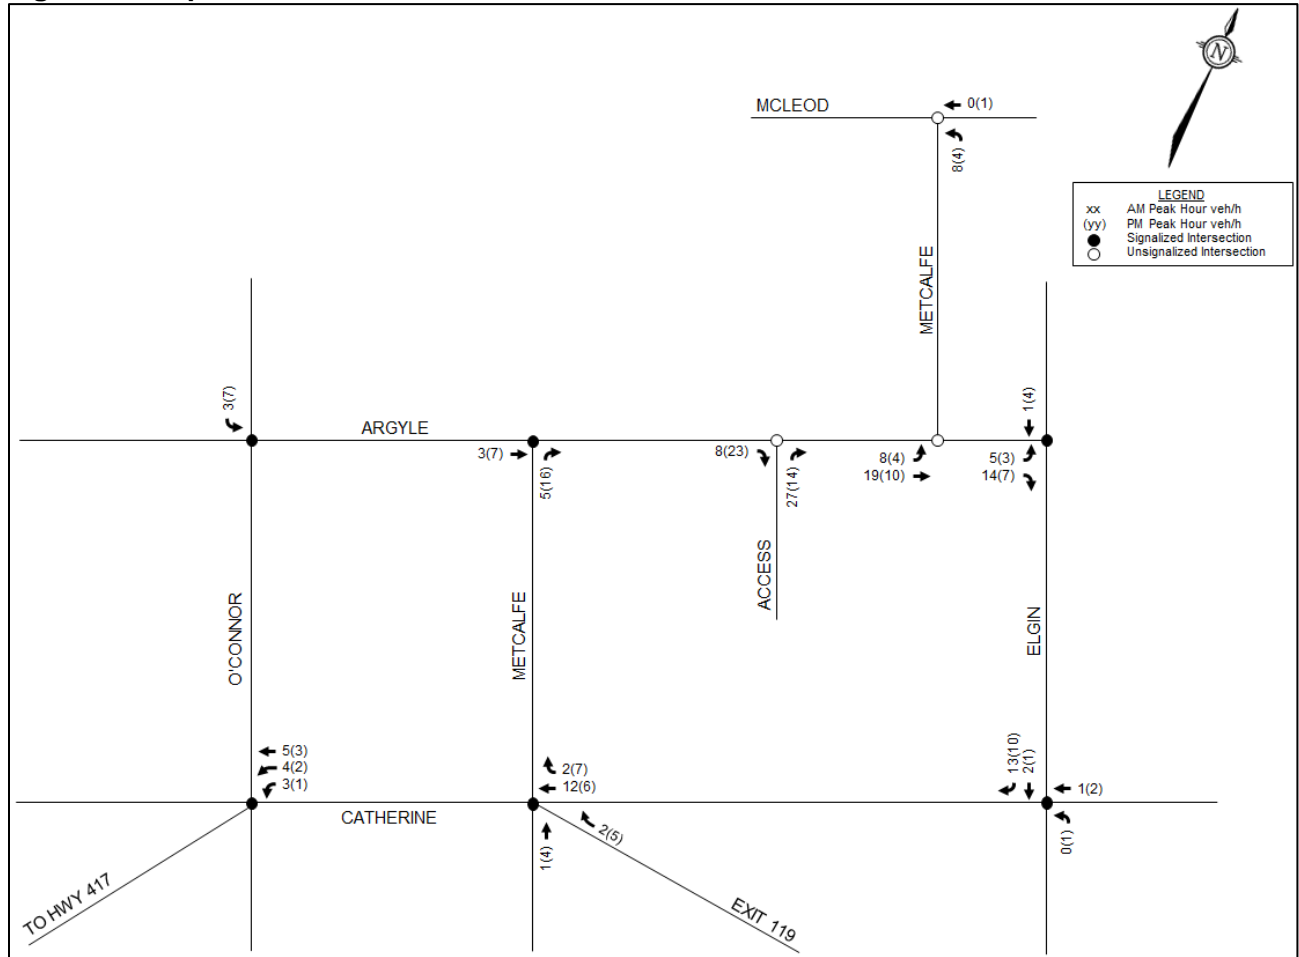 N
MCLEOD
0(1)
8(4)
LEGEND
xx AM Peak Hour veh/h
(yy) PM Peak Hour veh/h
Signalized Intersection
Unsignalized Intersection
METCALFE
3(7)
1(4)
ARGYLE
3(7)
5(16)
8(23)
27(14)
8(4)
19(10)
5(3)
14(7)
ACCESS
O'CONNOR
METCALFE
ELGIN
5(3)
4(2)
3(1)
2(7)
12(6)
13(10)
2(1)
1(2)
CATHERINE
1(4)
2(5)
0(1)
TO HWY 417
EXIT 119